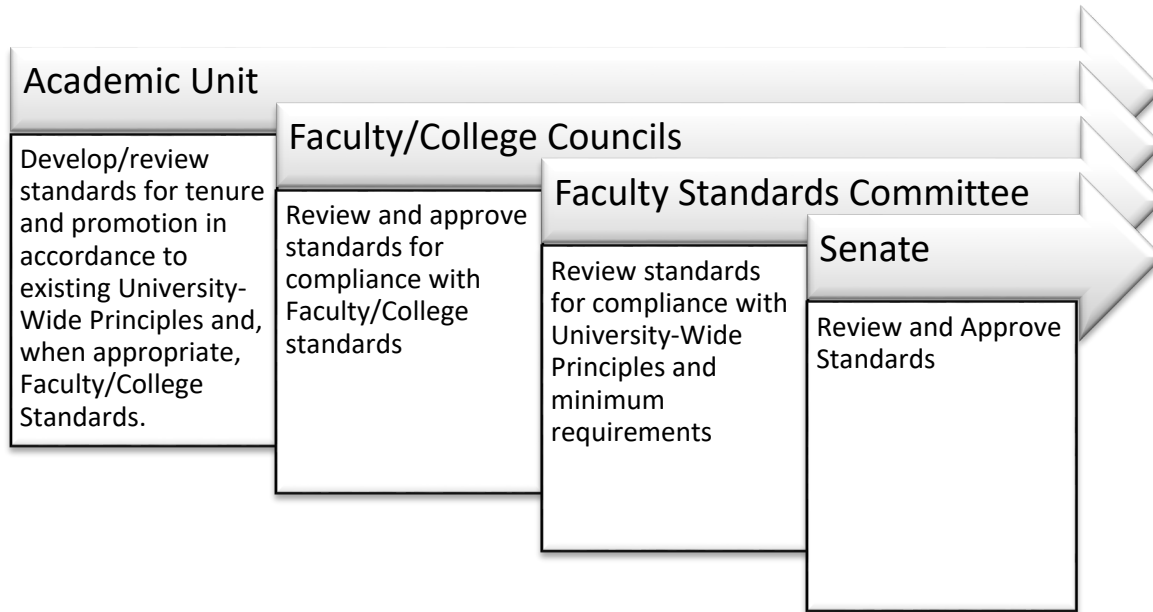 Academic Unit
Develop/review
standards for tenure
and promotion in
accordance to
existing University-
Wide Principles and,
when appropriate,
Faculty/College
Standards.
Faculty/College Councils
Review and approve
standards for
compliance with
Faculty/College
standards
Faculty Standards Committee
Review standards
for compliance with
University-Wide
Principles and
minimum
requirements
Senate
Review and Approve
Standards